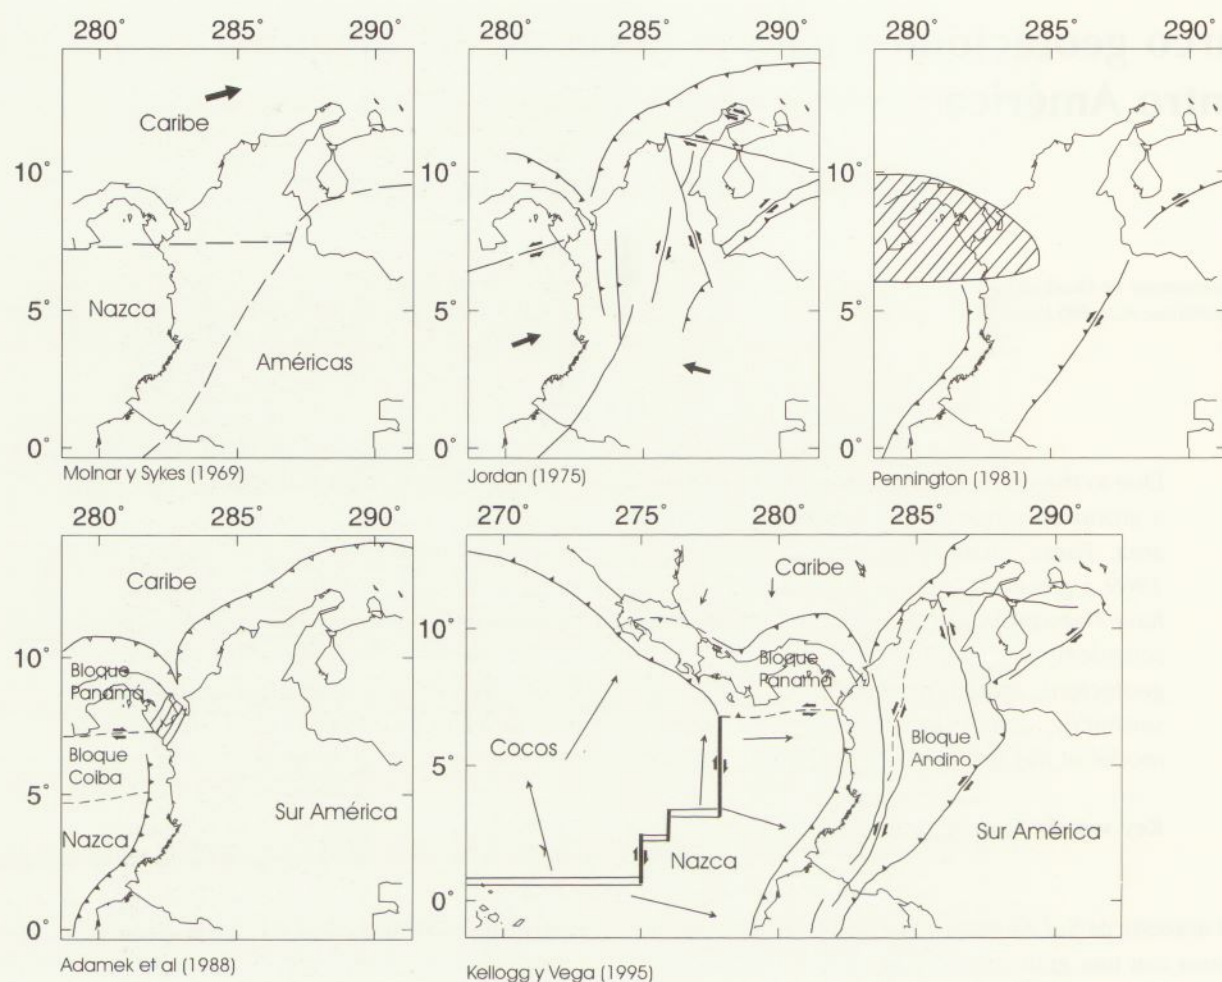 280° 285° 290°
280° 285° 290°
280° 285° 290°
Caribe
10°
10°
10°
Nazca
5°
5°
5°
Américas
0°
0°
0°
Molnar y Sykes (1969)
Jordan (1975)
Pennington (1981)
280° 285° 290°
270° 275° 280° 285° 290°
Caribe
Caribe
10°
10°
Bloque
Panamá
Bloque
Panamá
Cocos
Bloque
Coiba
Bloque
Andino
5°
5°
Sur América
Sur América
Nazca
Nazca
0°
0°
Adamek et al (1988)
Kellogg y Vega (1995)